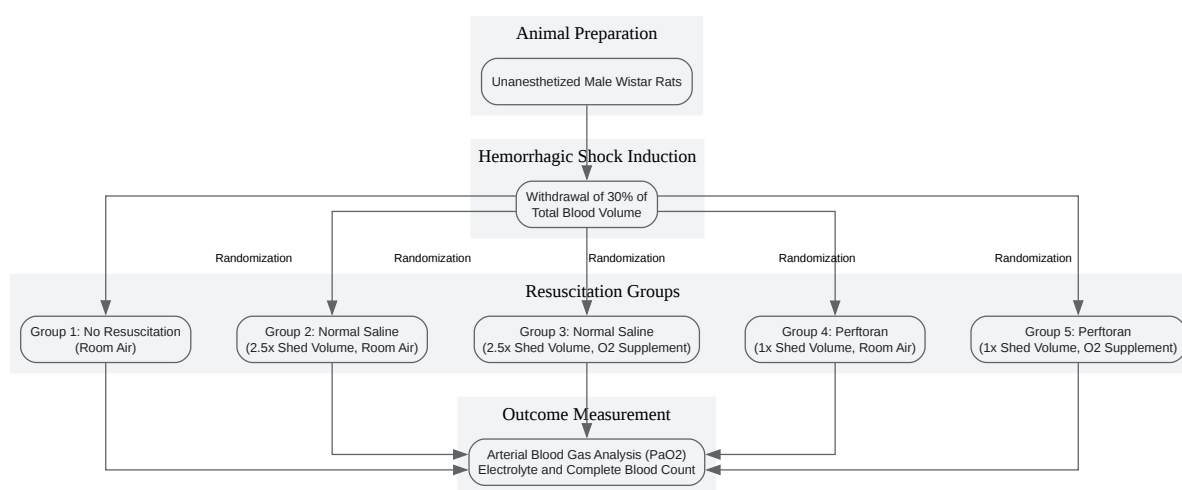 Animal Preparation
Unanesthetized Male Wistar Rats
Hemorrhagic Shock Induction
Withdrawal of 30% of
Total Blood Volume
Randomization
Randomization
Randomization
Randomization
Randomization
Resuscitation Groups
Group 1: No Resuscitation
(Room Air)
Group 2: Normal Saline
(2.5x Shed Volume, Room Air)
Group 3: Normal Saline
(2.5x Shed Volume, O2 Supplement)
Group 4: Perftoran
(1x Shed Volume, Room Air)
Group 5: Perftoran
(1x Shed Volume, O2 Supplement)
Outcome Measurement
Arterial Blood Gas Analysis (PaO2)
Electrolyte and Complete Blood Count